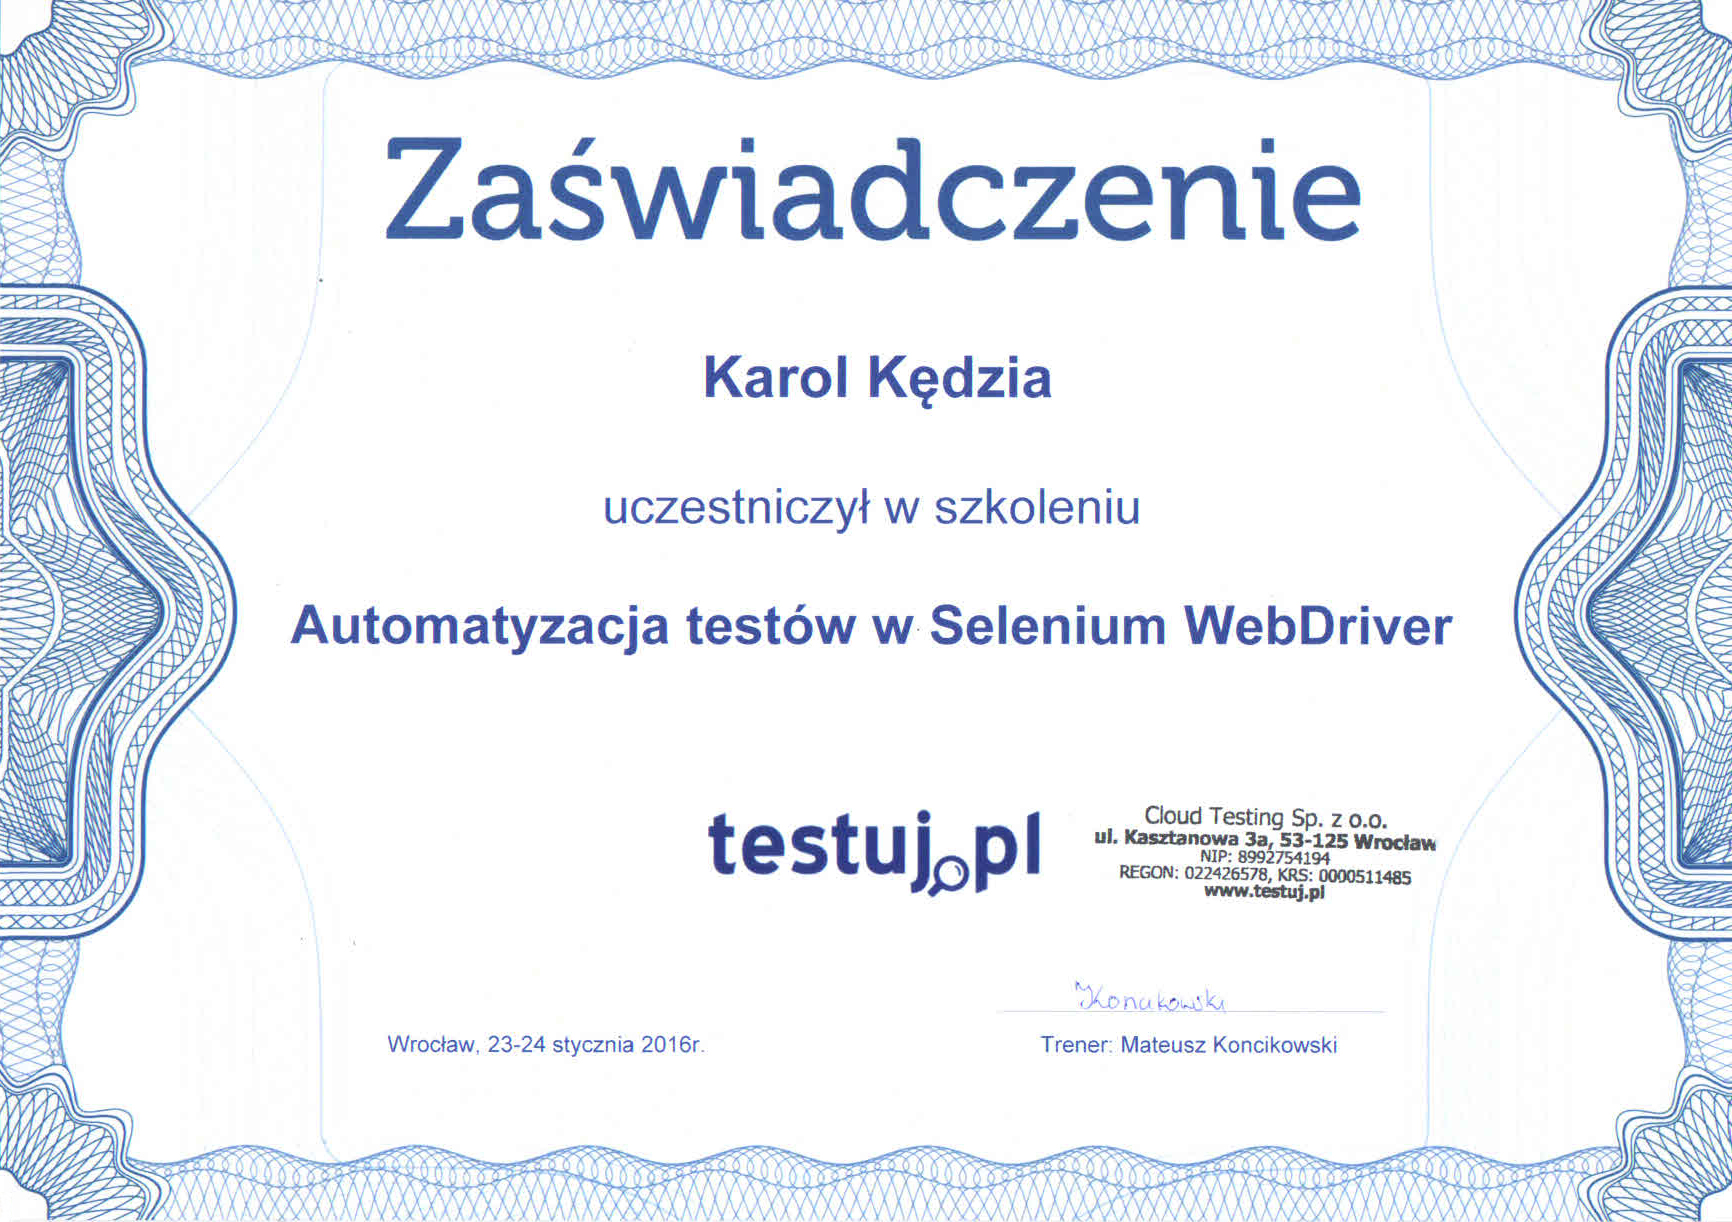 Zaświadczenie
Karol Kędzia
uczestniczył w szkoleniu
Automatyzacja testów w Selenium WebDriver
testuj.pl
Cloud Testing Sp. z o.o.
ul. Kasztanowa 3a, 53-125 Wrocław
NIP: 8992754194
REGON: 022426578, KRS: 0000511485
www.testuj.pl
Wrocław, 23-24 stycznia 2016r.
Trener: Mateusz Koncikowski